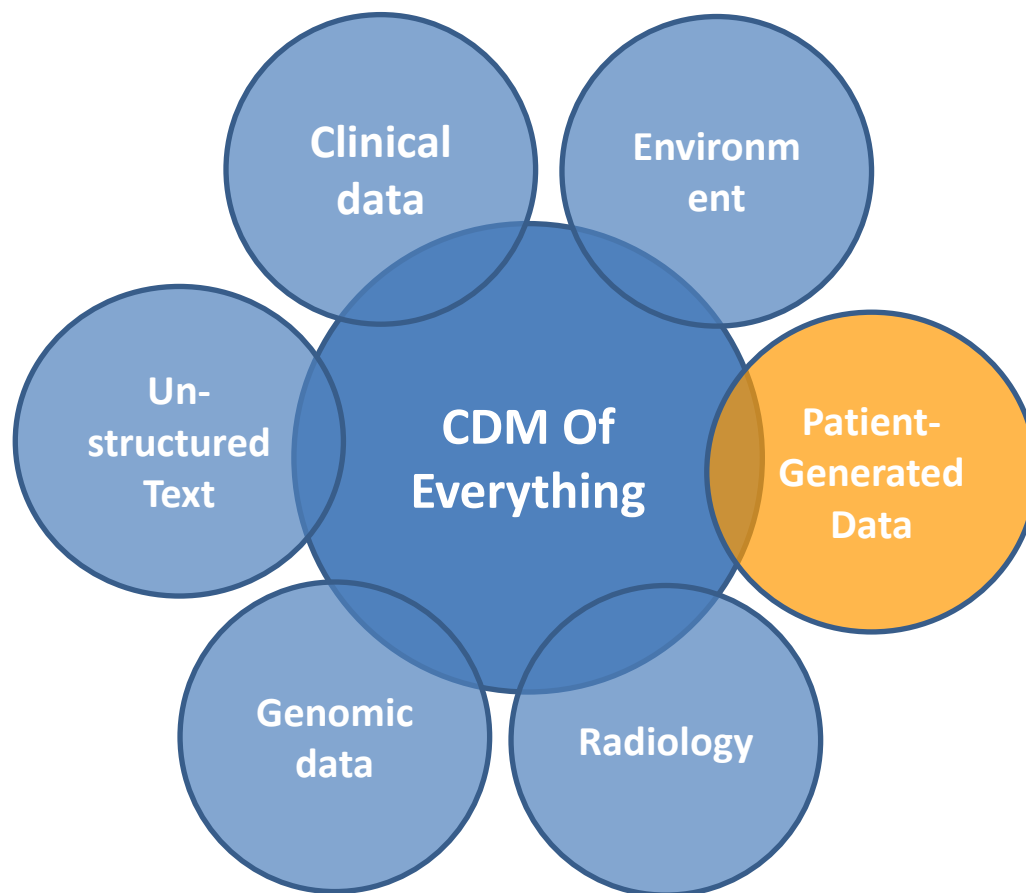 Clinical
data
Environm
ent
Un-
structured
Text
CDM Of
Everything
Patient-
Generated
Data
Genomic
data
Radiology